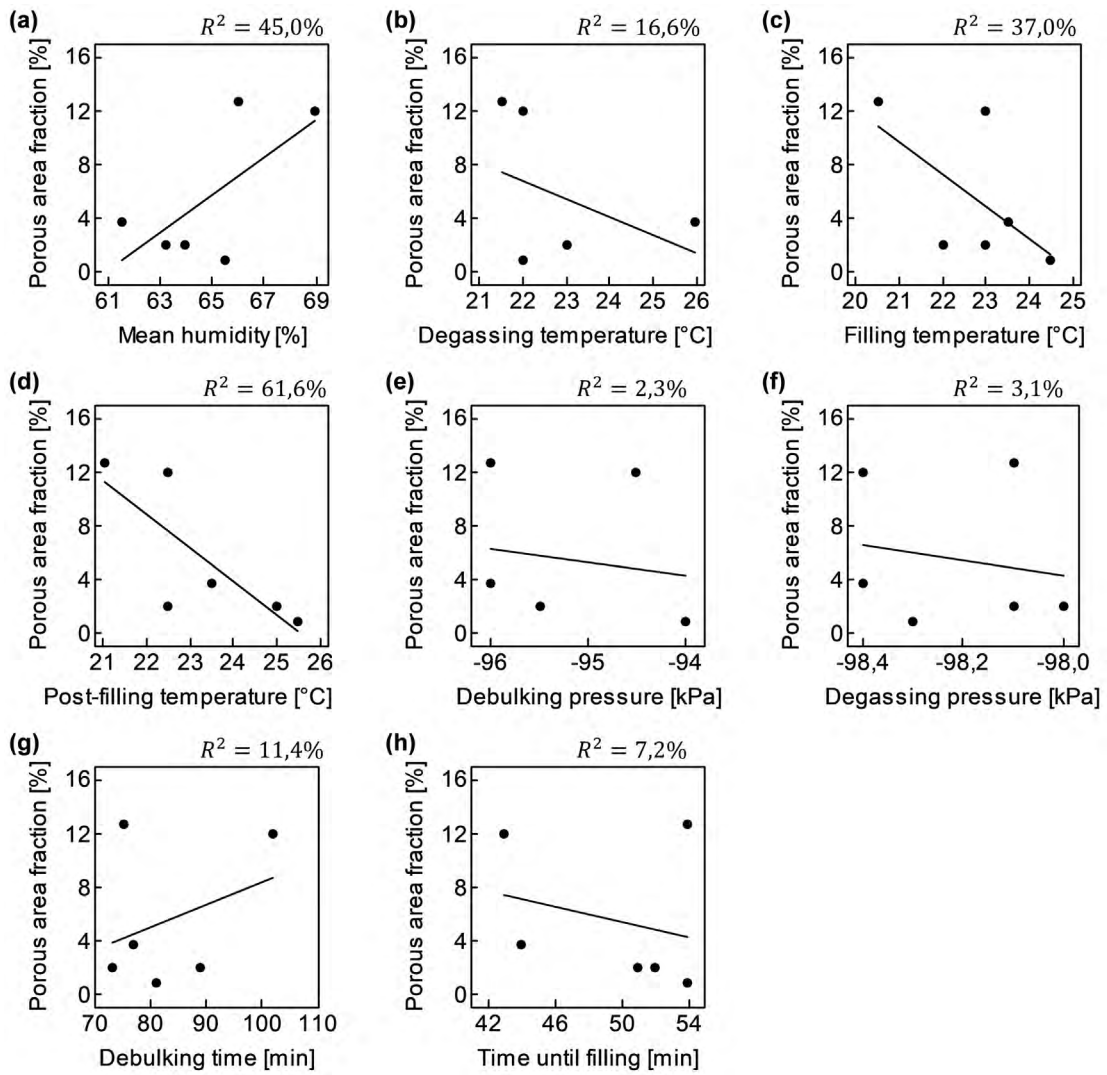 (a) R² = 45,0%
Porous area fraction [%]
16
12
8
4
0
61 63 65 67 69
Mean humidity [%]
(b) R² = 16,6%
Porous area fraction [%]
16
12
8
4
0
21 22 23 24 25 26
Degassing temperature [°C]
(c) R² = 37,0%
Porous area fraction [%]
16
12
8
4
0
20 21 22 23 24 25
Filling temperature [°C]
(d) R² = 61,6%
Porous area fraction [%]
16
12
8
4
0
21 22 23 24 25 26
Post-filling temperature [°C]
(e) R² = 2,3%
Porous area fraction [%]
16
12
8
4
0
-96 -95 -94
Debulking pressure [kPa]
(f) R² = 3,1%
Porous area fraction [%]
16
12
8
4
0
-98,4 -98,2 -98,0
Degassing pressure [kPa]
(g) R² = 11,4%
Porous area fraction [%]
16
12
8
4
0
70 80 90 100 110
Debulking time [min]
(h) R² = 7,2%
Porous area fraction [%]
16
12
8
4
0
42 46 50 54
Time until filling [min]